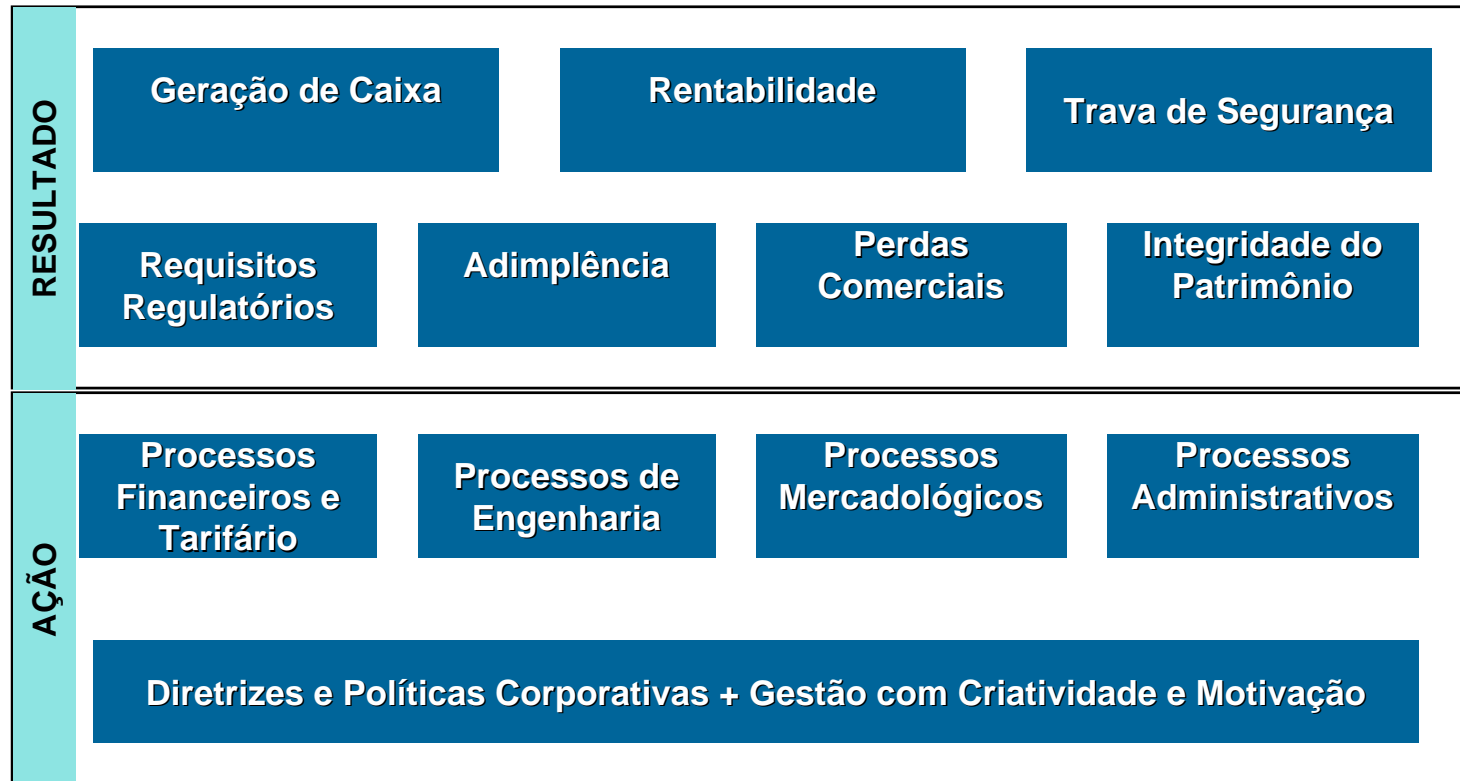 RESULTADO
Geração de Caixa
Rentabilidade
Trava de Segurança
Requisitos
Regulatórios
Adimplência
Perdas
Comerciais
Integridade do
Patrimônio
AÇÃO
Processos
Financeiros e
Tarifário
Processos de
Engenharia
Processos
Mercadológicos
Processos
Administrativos
Diretrizes e Políticas Corporativas + Gestão com Criatividade e Motivação